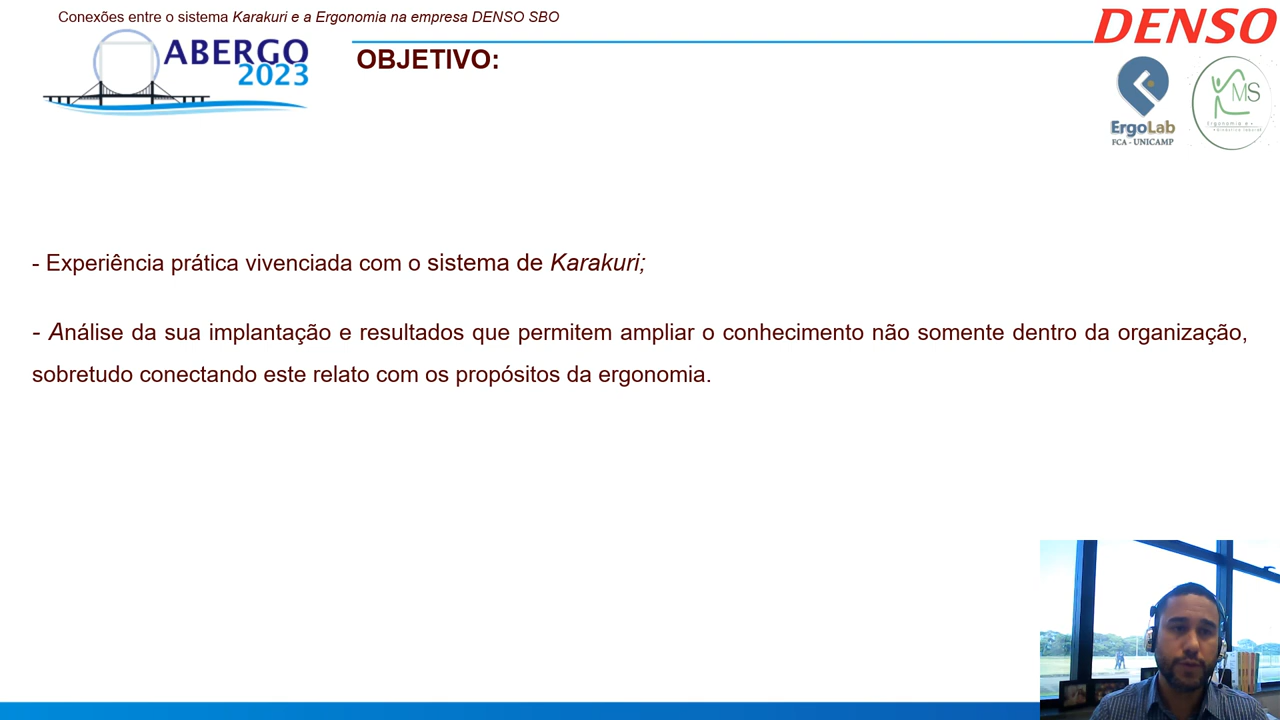 Conexões entre o sistema Karakuri e a Ergonomia na empresa DENSO SBO
DENSO
ABERGO
2023
OBJETIVO:
ErgoLab
FCA - UNICAMP
MS
- Experiência prática vivenciada com o sistema de Karakuri;
- Análise da sua implantação e resultados que permitem ampliar o conhecimento não somente dentro da organização,
sobretudo conectando este relato com os propósitos da ergonomia.